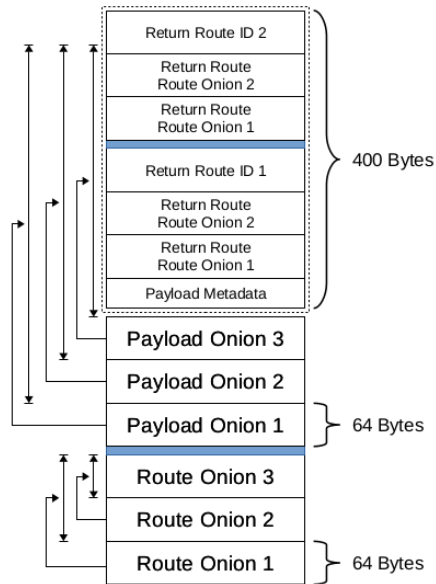 Return Route ID 2
Return Route
Route Onion 2
Return Route
Route Onion 1
400 Bytes
Return Route ID 1
Return Route
Route Onion 2
Return Route
Route Onion 1
Payload Metadata
Payload Onion 3
Payload Onion 2
Payload Onion 1
64 Bytes
Route Onion 3
Route Onion 2
Route Onion 1
64 Bytes